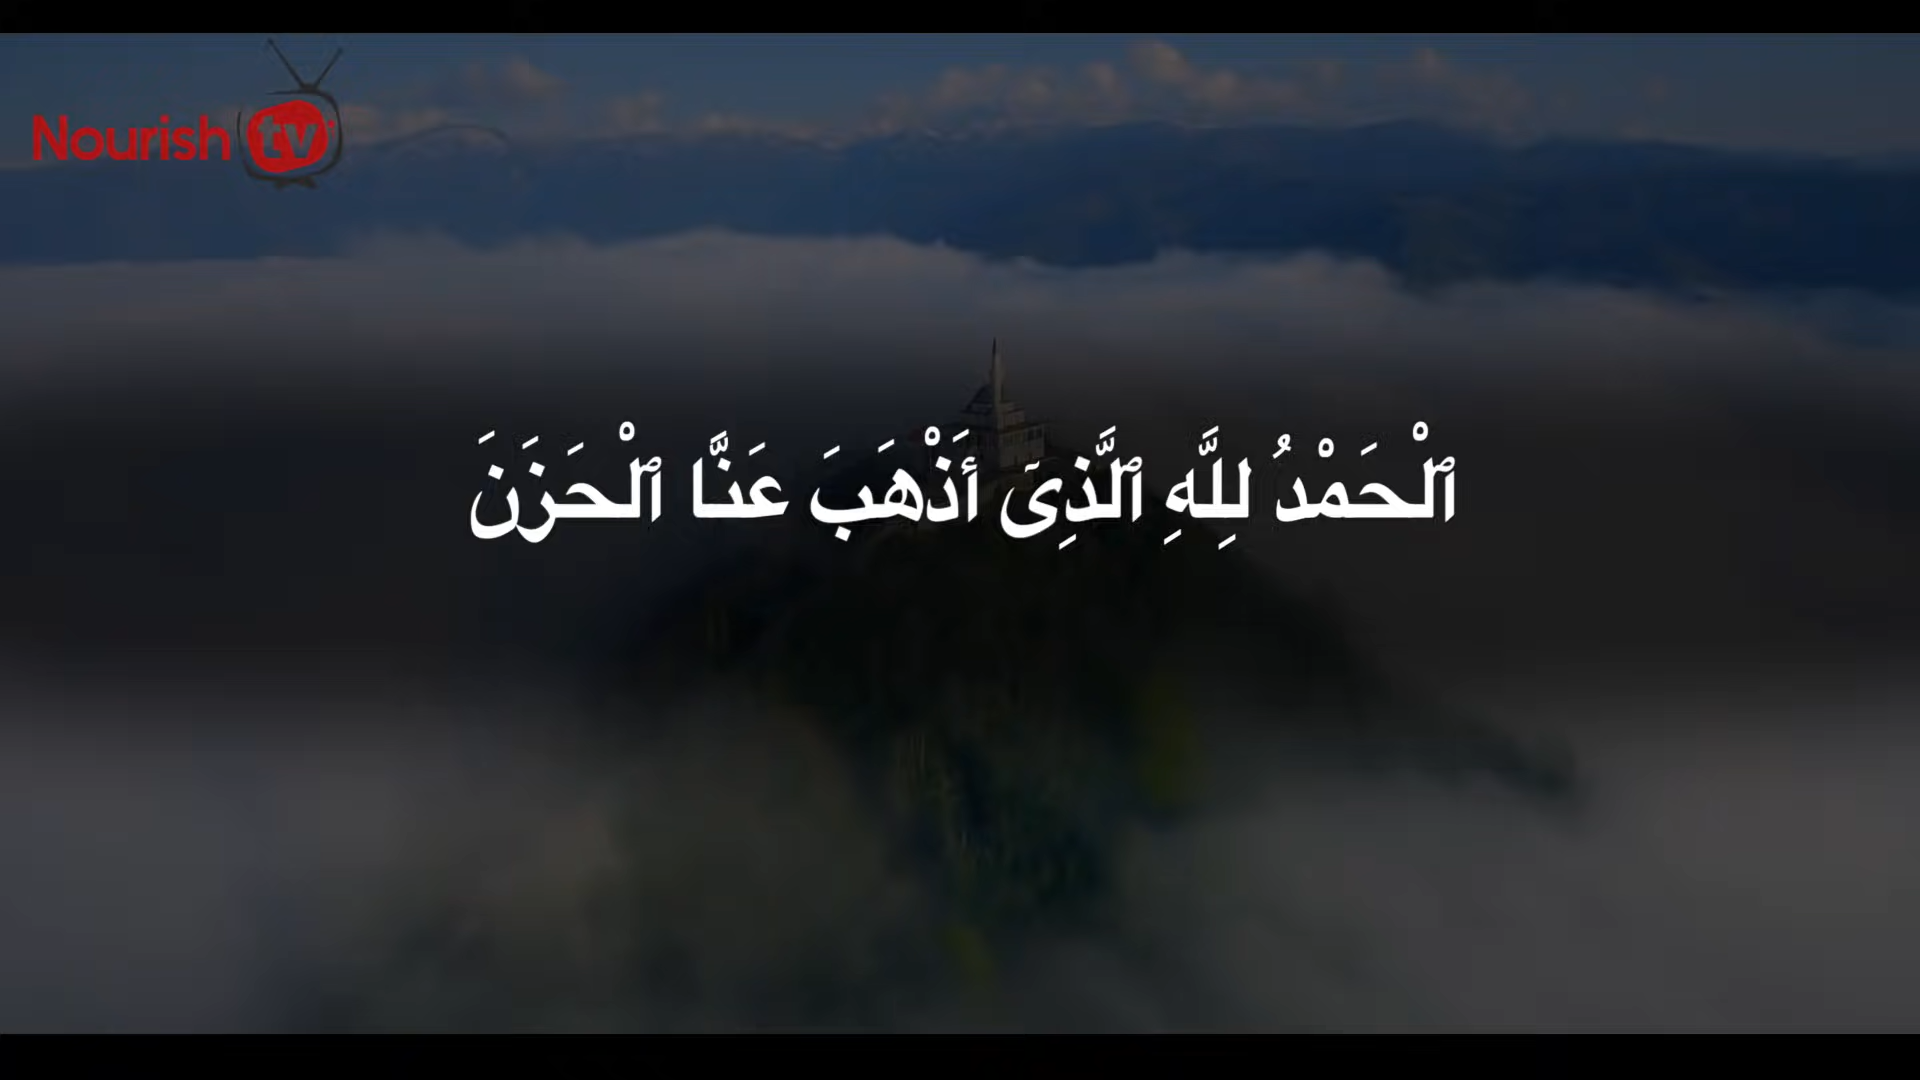 Nourish tv
ٱلْحَمْدُ لِلَّهِ ٱلَّذِىٓ أَذْهَبَ عَنَّا ٱلْحَزَنَ